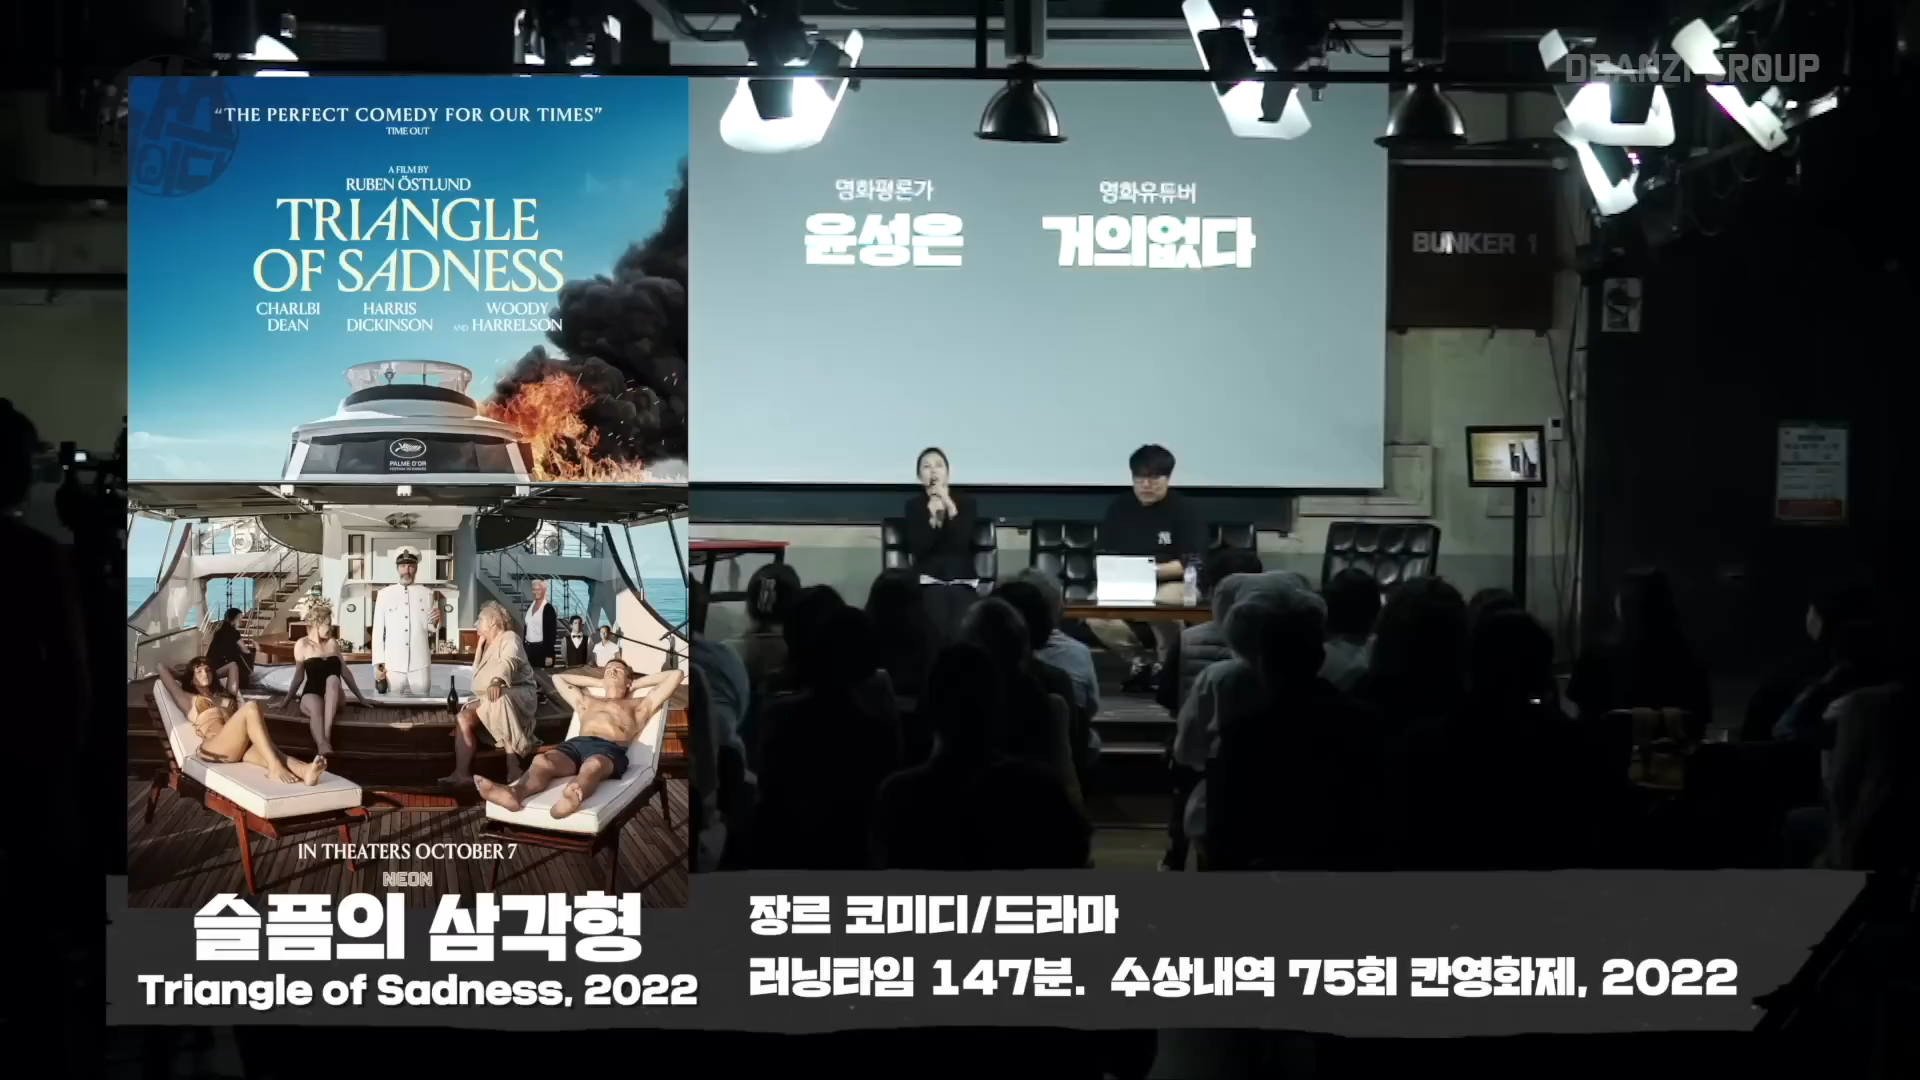 DDANZI GROUP
“THE PERFECT COMEDY FOR OUR TIMES”
TIME OUT
A FILM BY
RUBEN ÖSTLUND
TRIANGLE
OF SADNESS
CHARLBI DEAN
HARRIS DICKINSON
AND WOODY HARRELSON
PALME D'OR
IN THEATERS OCTOBER 7
NEON
영화평론가
윤성은
영화유튜버
거의없다
BUNKER 1
슬픔의 삼각형
Triangle of Sadness, 2022
장르 코미디/드라마
러닝타임 147분. 수상내역 75회 칸영화제, 2022